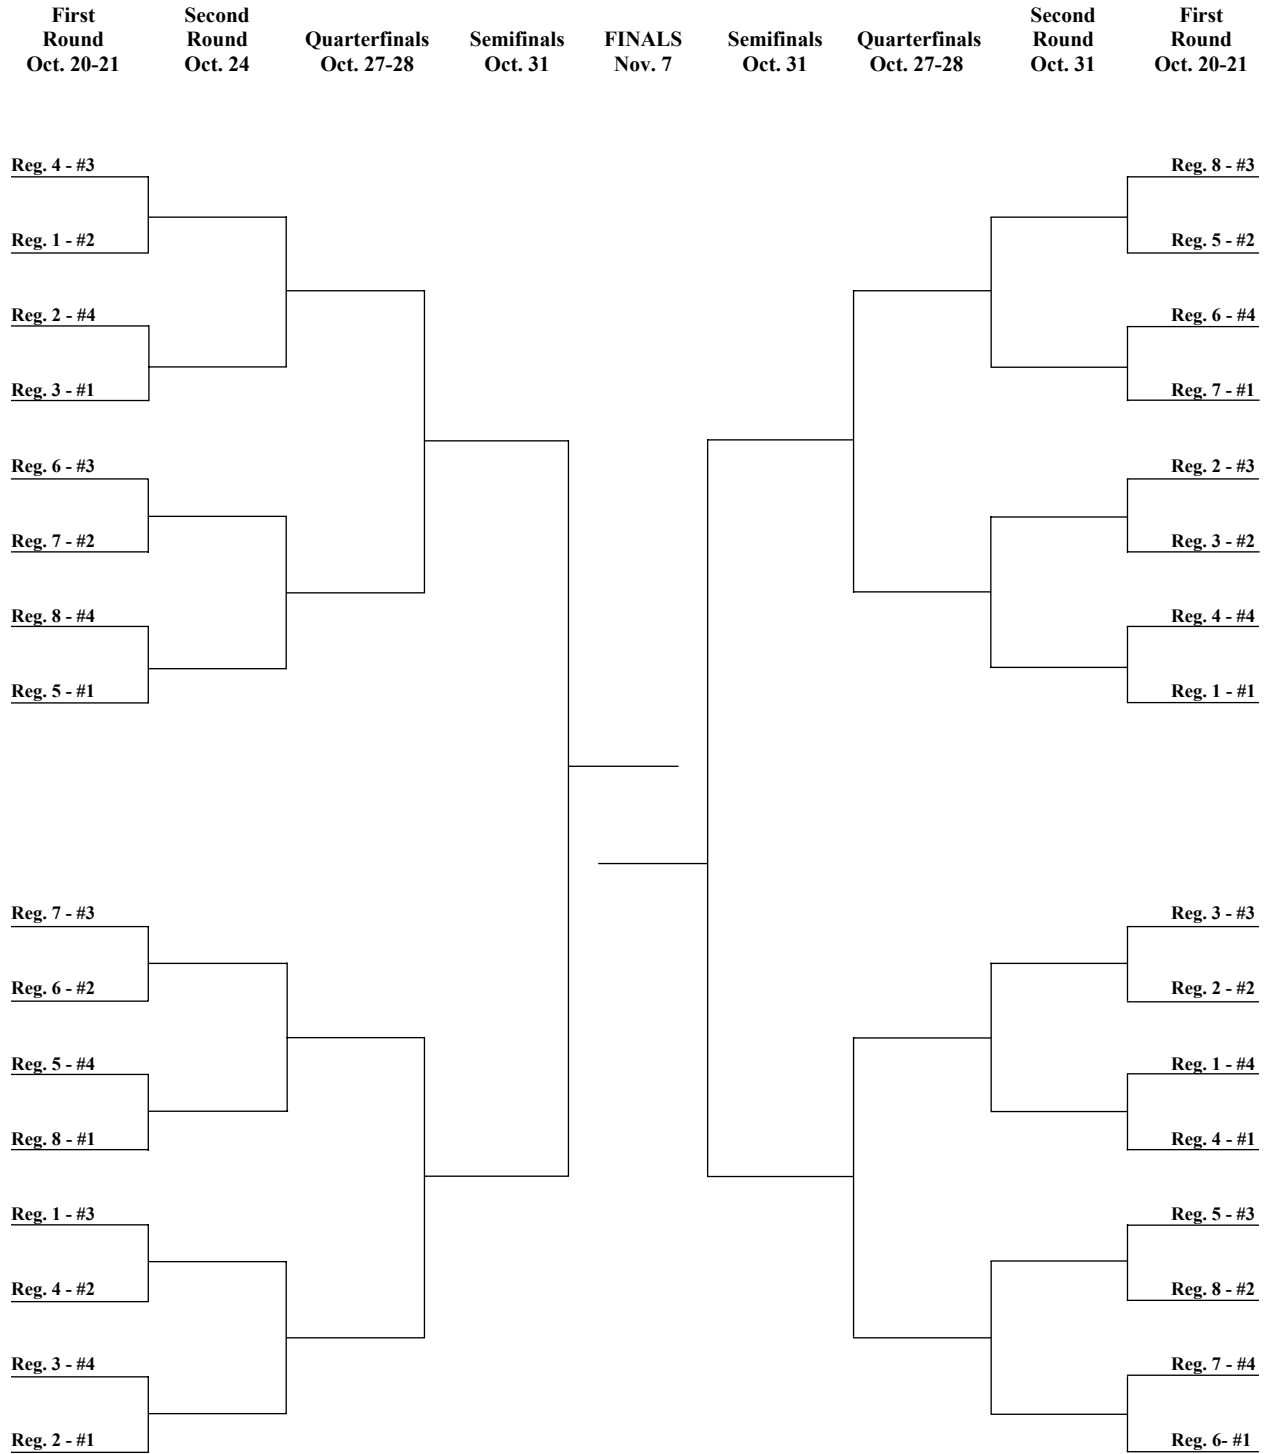 First Second Second First
Round Round Quarterfinals Semifinals FINALS Semifinals Quarterfinals Round Round
Oct. 20-21 Oct. 24 Oct. 27-28 Oct. 31 Nov. 7 Oct. 31 Oct. 27-28 Oct. 31 Oct. 20-21
Reg. 4 - #3 Reg. 8 - #3
Reg. 1 - #2 Reg. 5 - #2
Reg. 2 - #4 Reg. 6 - #4
Reg. 3 - #1 Reg. 7 - #1
Reg. 6 - #3 Reg. 2 - #3
Reg. 7 - #2 Reg. 3 - #2
Reg. 8 - #4 Reg. 4 - #4
Reg. 5 - #1 Reg. 1 - #1
Reg. 7 - #3 Reg. 3 - #3
Reg. 6 - #2 Reg. 2 - #2
Reg. 5 - #4 Reg. 1 - #4
Reg. 8 - #1 Reg. 4 - #1
Reg. 1 - #3 Reg. 5 - #3
Reg. 4 - #2 Reg. 8 - #2
Reg. 3 - #4 Reg. 7 - #4
Reg. 2 - #1 Reg. 6- #1